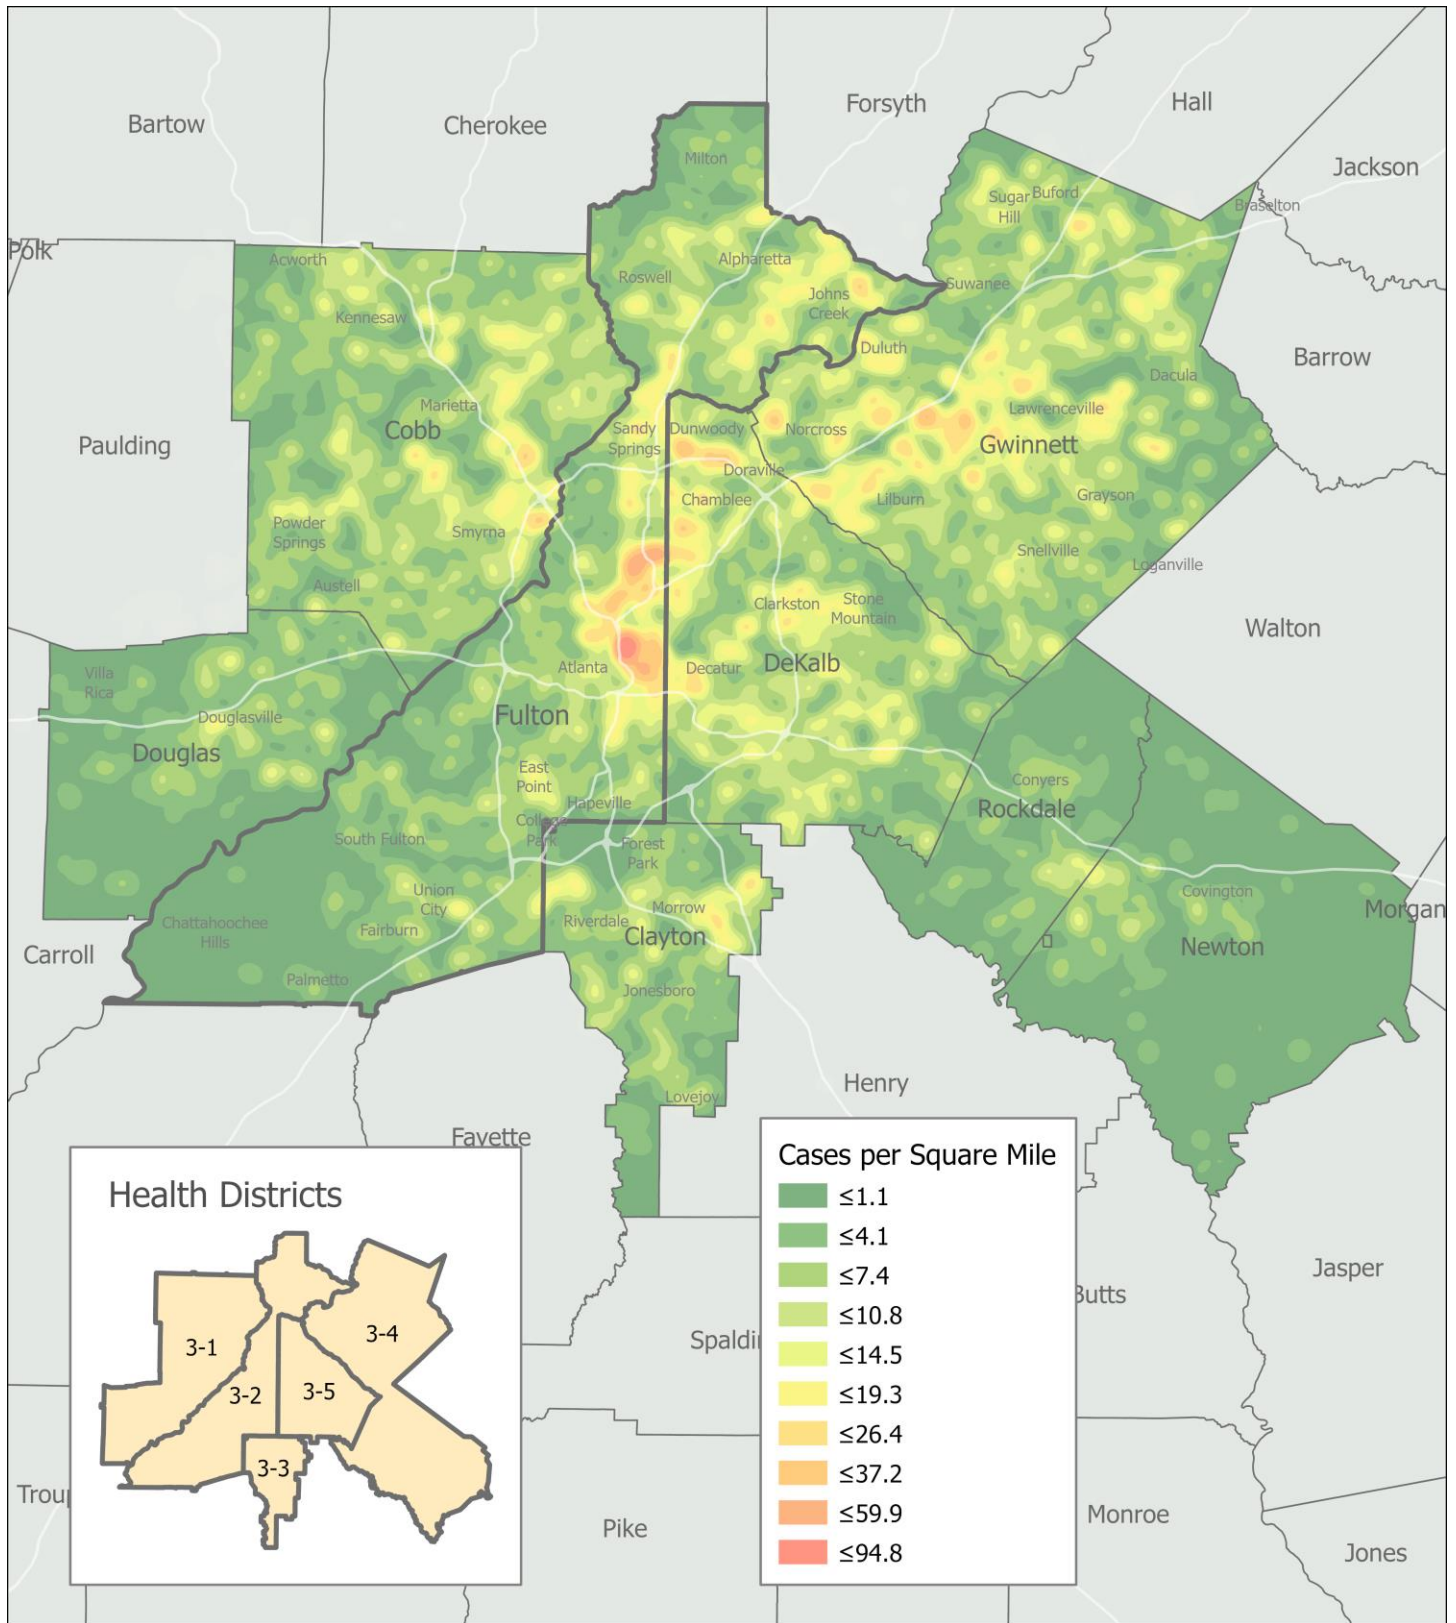 Forsyth
Hall
Bartow
Cherokee
Jackson
Milton
Sugar
Hill
Buford
Braselton
Polk
Acworth
Alpharetta
Roswell
Suwanee
Johns
Creek
Kennesaw
Duluth
Barrow
Dacula
Marietta
Lawrenceville
Cobb
Sandy
Springs
Dunwoody
Norcross
Paulding
Gwinnett
Doraville
Chamblee
Lilburn
Grayson
Powder
Springs
Smyrna
Snellville
Loganville
Austell
Clarkston
Stone
Mountain
Walton
Villa
Rica
Atlanta
Decatur
DeKalb
Douglasville
Fulton
Douglas
East
Point
Conyers
Hapeville
Rockdale
College
Park
South Fulton
Forest
Park
Union
City
Covington
Morgan
Chattahoochee
Hills
Fairburn
Riverdale
Morrow
Clayton
Newton
Carroll
Palmetto
Jonesboro
Henry
Lovejoy
Fayette
Jasper
Butts
Spaldi
Troup
Pike
Monroe
Jones
Health Districts
3-1
3-4
3-2
3-5
3-3
Cases per Square Mile
≤1.1
≤4.1
≤7.4
≤10.8
≤14.5
≤19.3
≤26.4
≤37.2
≤59.9
≤94.8